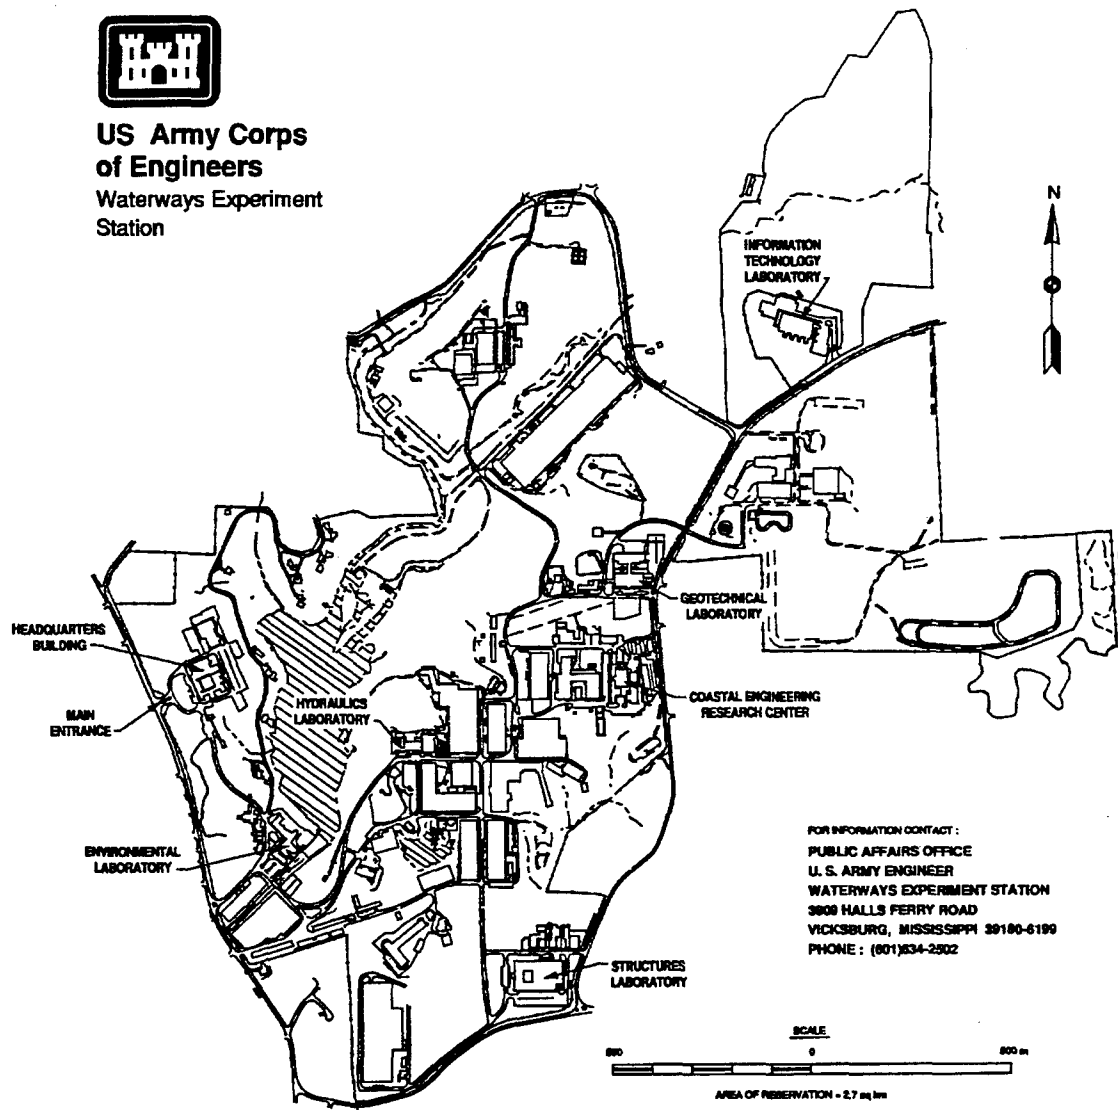 US Army Corps
of Engineers
Waterways Experiment
Station
N
INFORMATION
TECHNOLOGY
LABORATORY
GEOTECHNICAL
LABORATORY
HEADQUARTERS
BUILDING
MAIN
ENTRANCE
HYDRAULICS
LABORATORY
COASTAL ENGINEERING
RESEARCH CENTER
ENVIRONMENTAL
LABORATORY
STRUCTURES
LABORATORY
FOR INFORMATION CONTACT :
PUBLIC AFFAIRS OFFICE
U. S. ARMY ENGINEER
WATERWAYS EXPERIMENT STATION
3909 HALLS FERRY ROAD
VICKSBURG, MISSISSIPPI 39180-6199
PHONE : (601)634-2502
SCALE
500 0 500 m
AREA OF RESERVATION = 2.7 sq km